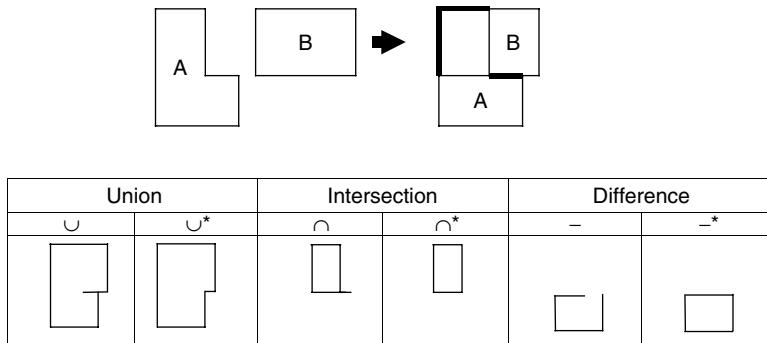 A B B
A
Union Intersection Difference
∪ ∪* ∩ ∩* – –*